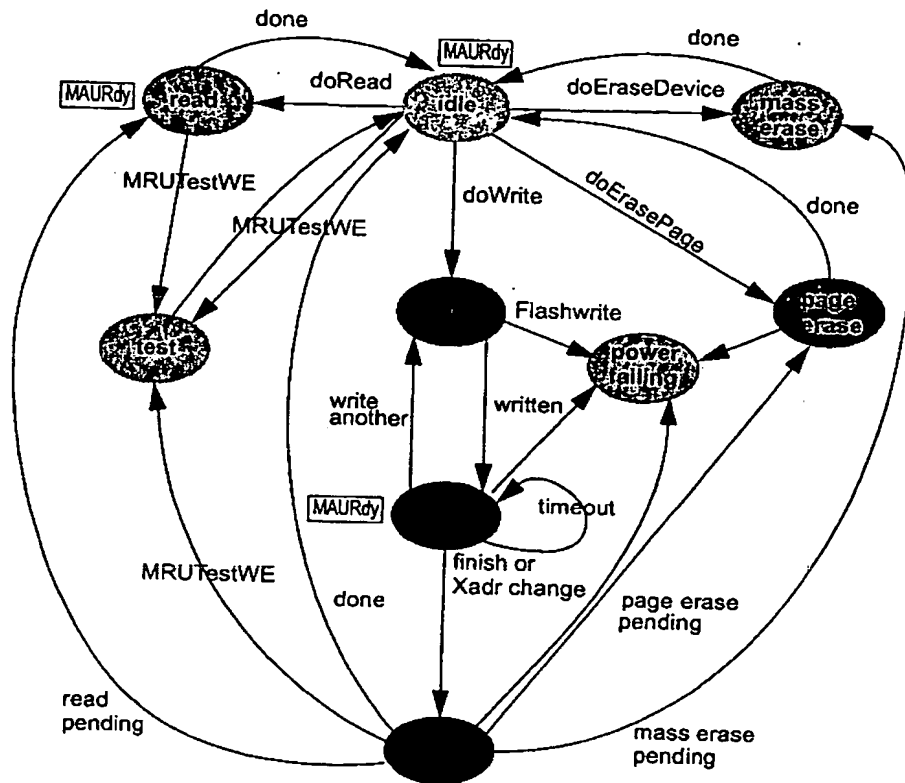 done
MAURdy
done
MAURdy
read
doRead
idle
doEraseDevice
mass
erase
MRUTestWE
MRUTestWE
doWrite
doErasePage
done
Flashwrite
page
erase
test
power
failing
write
another
written
MAURdy
timeout
finish or
Xadr change
MRUTestWE
done
page erase
pending
read
pending
mass erase
pending